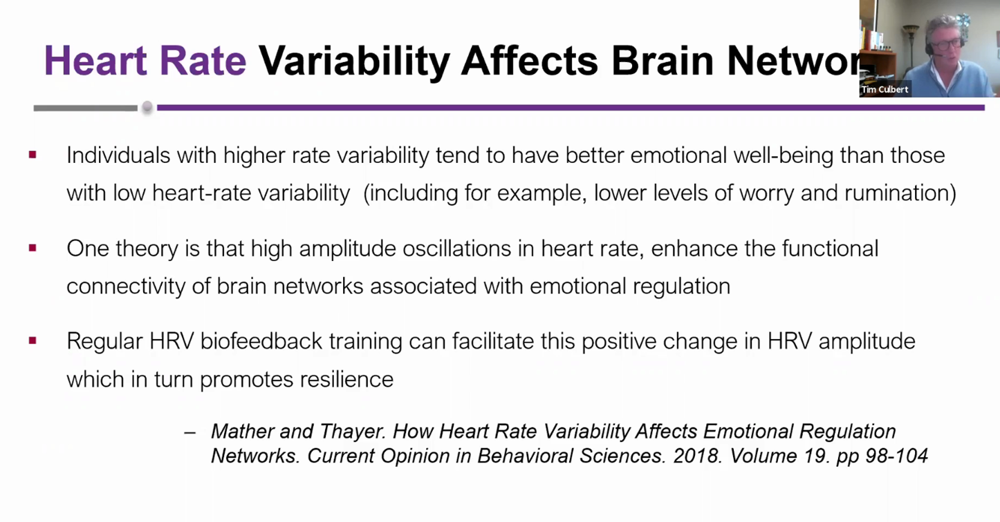 Heart Rate Variability Affects Brain Networ
Tim Culbert
▪ Individuals with higher rate variability tend to have better emotional well-being than those
with low heart-rate variability (including for example, lower levels of worry and rumination)
▪ One theory is that high amplitude oscillations in heart rate, enhance the functional
connectivity of brain networks associated with emotional regulation
▪ Regular HRV biofeedback training can facilitate this positive change in HRV amplitude
which in turn promotes resilience
– Mather and Thayer. How Heart Rate Variability Affects Emotional Regulation
Networks. Current Opinion in Behavioral Sciences. 2018. Volume 19. pp 98-104